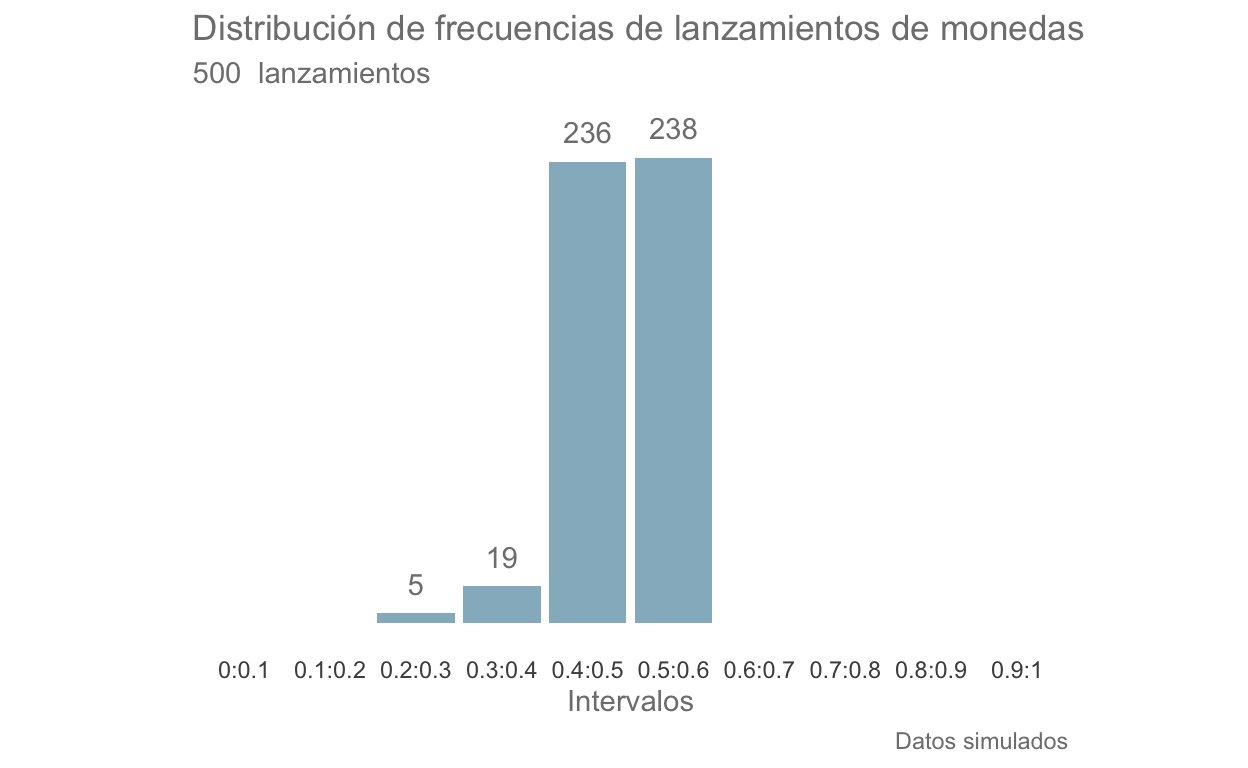 Distribución de frecuencias de lanzamientos de monedas
500  lanzamientos
236
238
19
5
0:0.1 0.1:0.2 0.2:0.3 0.3:0.4 0.4:0.5 0.5:0.6 0.6:0.7 0.7:0.8 0.8:0.9 0.9:1
Intervalos
Datos simulados